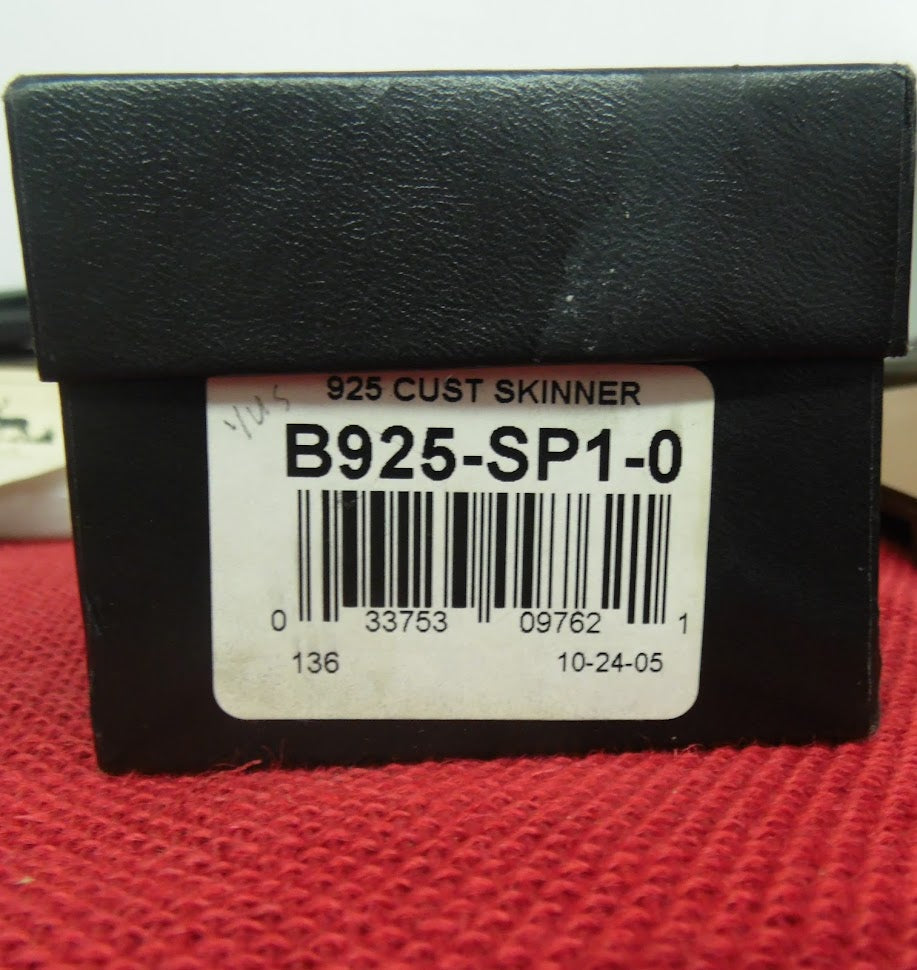 925 CUST SKINNER
B925-SP1-0
0 33753 09762 1
136 10-24-05